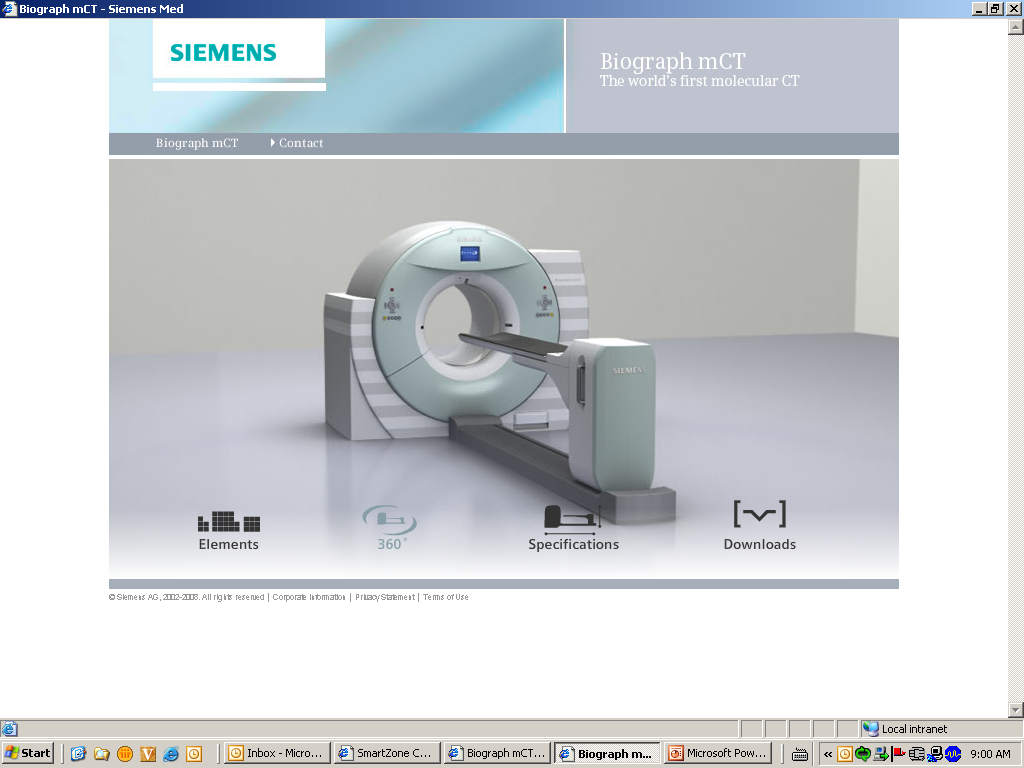 Biograph mCT - Siemens Med
SIEMENS
Biograph mCT
The world's first molecular CT
Biograph mCT
Contact
SIEMENS
Elements
360°
Specifications
Downloads
© Siemens AG, 2002-2008. All rights reserved | Corporate Information | Privacy Statement | Terms of Use
Local intranet
Start
Inbox - Micro...
SmartZone C...
Biograph mCT...
Biograph m...
Microsoft Pow...
«
9:00 AM